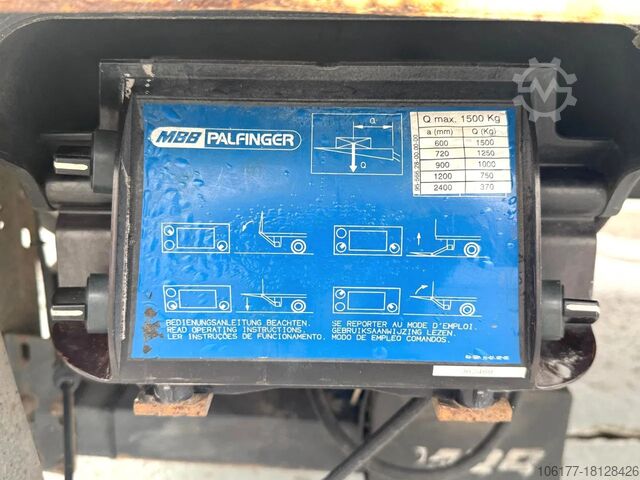 MBB PALFINGER
Q
Q
Q max. 1500 Kg
a (mm) Q (Kg)
600 1500
720 1250
900 1000
1200 750
2400 370
BEDIENUNGSANLEITUNG BEACHTEN.
READ OPERATING INSTRUCTIONS.
LER INSTRUÇÕES DE FUNCIONAMENTO.
SE REPORTER AU MODE D'EMPLOI.
GEBRUIKSAANWIJZING LEZEN.
MODO DE EMPLEO COMANDOS.
106177-18128426